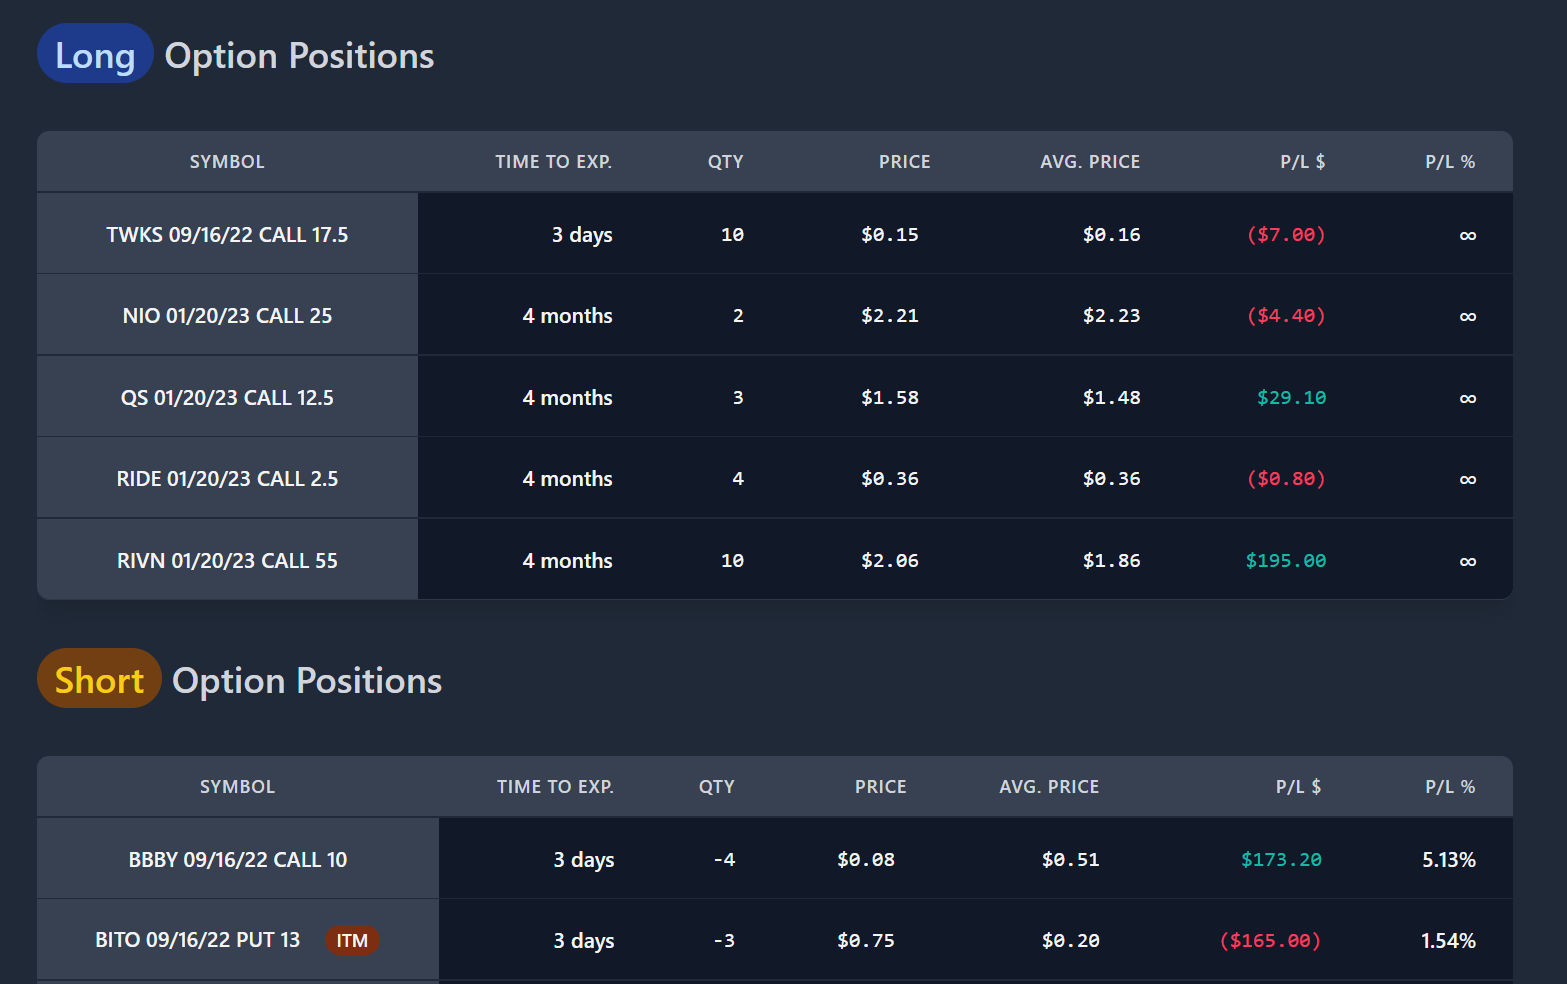 Long Option Positions
SYMBOL TIME TO EXP. QTY PRICE AVG. PRICE P/L $ P/L %
TWKS 09/16/22 CALL 17.5 3 days 10 $0.15 $0.16 ($7.00) ∞
NIO 01/20/23 CALL 25 4 months 2 $2.21 $2.23 ($4.40) ∞
QS 01/20/23 CALL 12.5 4 months 3 $1.58 $1.48 $29.10 ∞
RIDE 01/20/23 CALL 2.5 4 months 4 $0.36 $0.36 ($0.80) ∞
RIVN 01/20/23 CALL 55 4 months 10 $2.06 $1.86 $195.00 ∞
Short Option Positions
SYMBOL TIME TO EXP. QTY PRICE AVG. PRICE P/L $ P/L %
BBBY 09/16/22 CALL 10 3 days -4 $0.08 $0.51 $173.20 5.13%
BITO 09/16/22 PUT 13 ITM 3 days -3 $0.75 $0.20 ($165.00) 1.54%